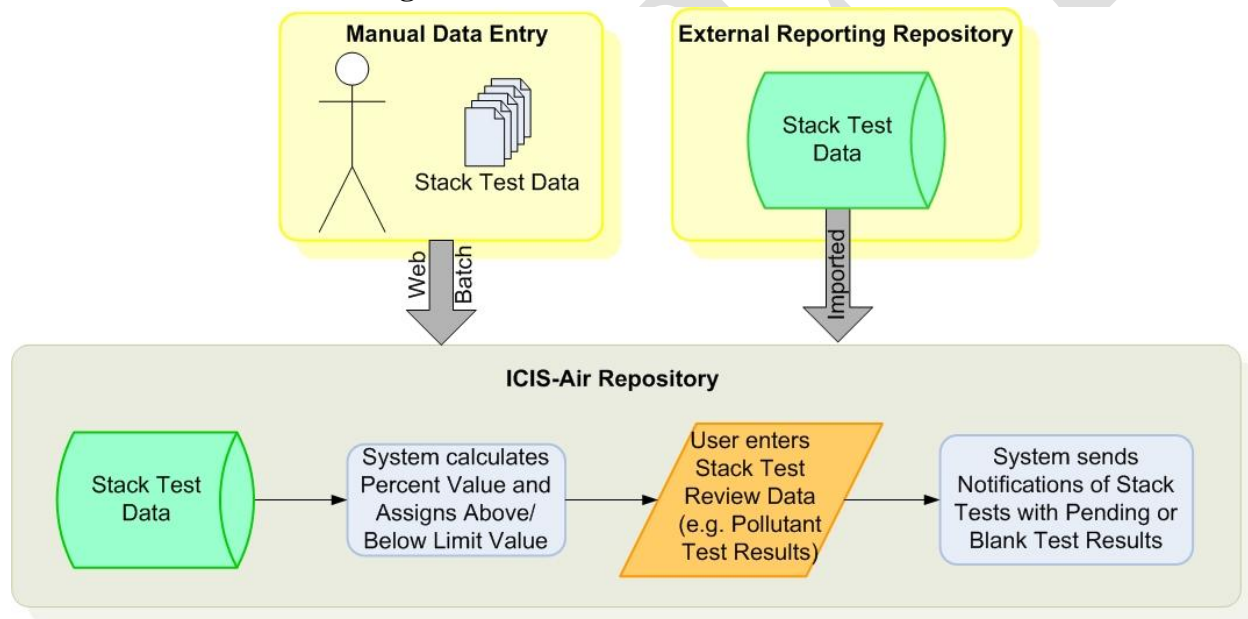 Manual Data Entry
Stack Test Data
External Reporting Repository
Stack Test
Data
Web
Batch
Imported
ICIS-Air Repository
Stack Test
Data
System calculates
Percent Value and
Assigns Above/
Below Limit Value
User enters
Stack Test
Review Data
(e.g. Pollutant
Test Results)
System sends
Notifications of Stack
Tests with Pending or
Blank Test Results